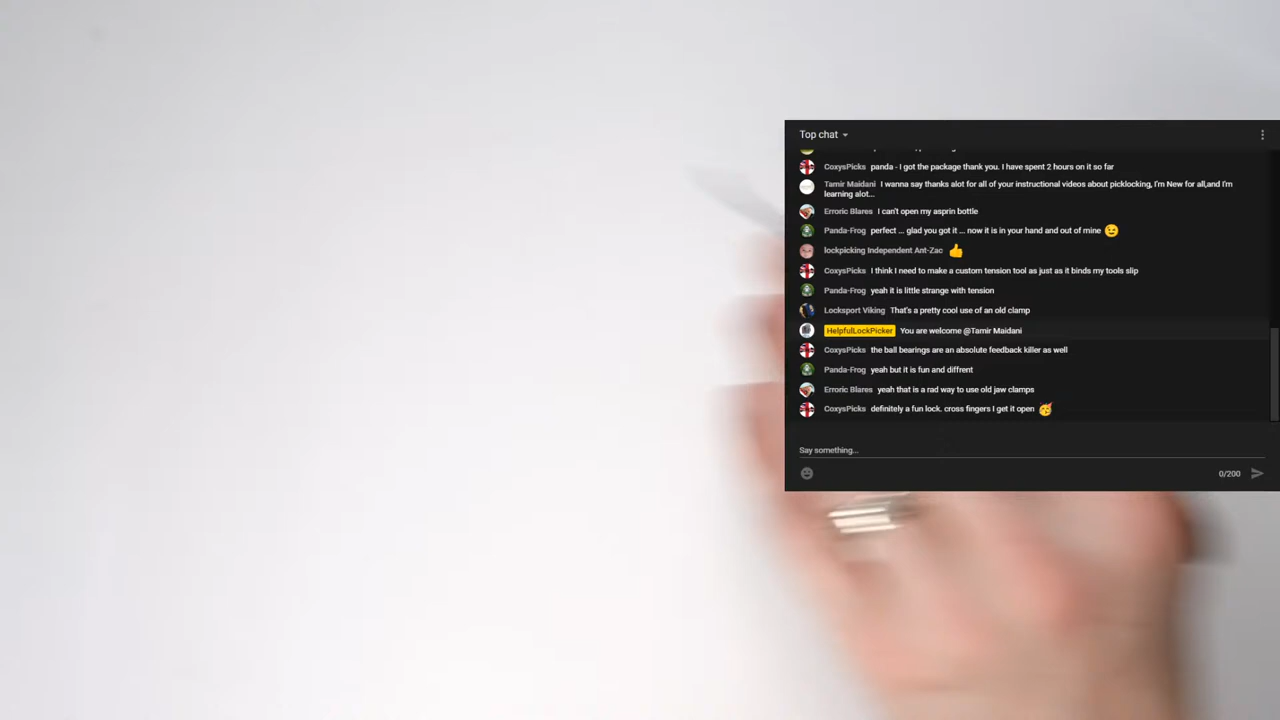 Top chat
CoxysPicks panda - I got the package thank you. I have spent 2 hours on it so far
Tamir Maidani I wanna say thanks alot for all of your instructional videos about picklocking, I'm New for all,and I'm
learning alot...
Erroric Blares I can't open my asprin bottle
Panda-Frog perfect ... glad you got it ... now it is in your hand and out of mine 😉
lockpicking Independent Ant-Zac 👍
CoxysPicks I think I need to make a custom tension tool as just as it binds my tools slip
Panda-Frog yeah it is little strange with tension
Locksport Viking That's a pretty cool use of an old clamp
HelpfulLockPicker You are welcome @Tamir Maidani
CoxysPicks the ball bearings are an absolute feedback killer as well
Panda-Frog yeah but it is fun and diffrent
Erroric Blares yeah that is a rad way to use old jaw clamps
CoxysPicks definitely a fun lock. cross fingers I get it open 🥳
Say something...
0/200